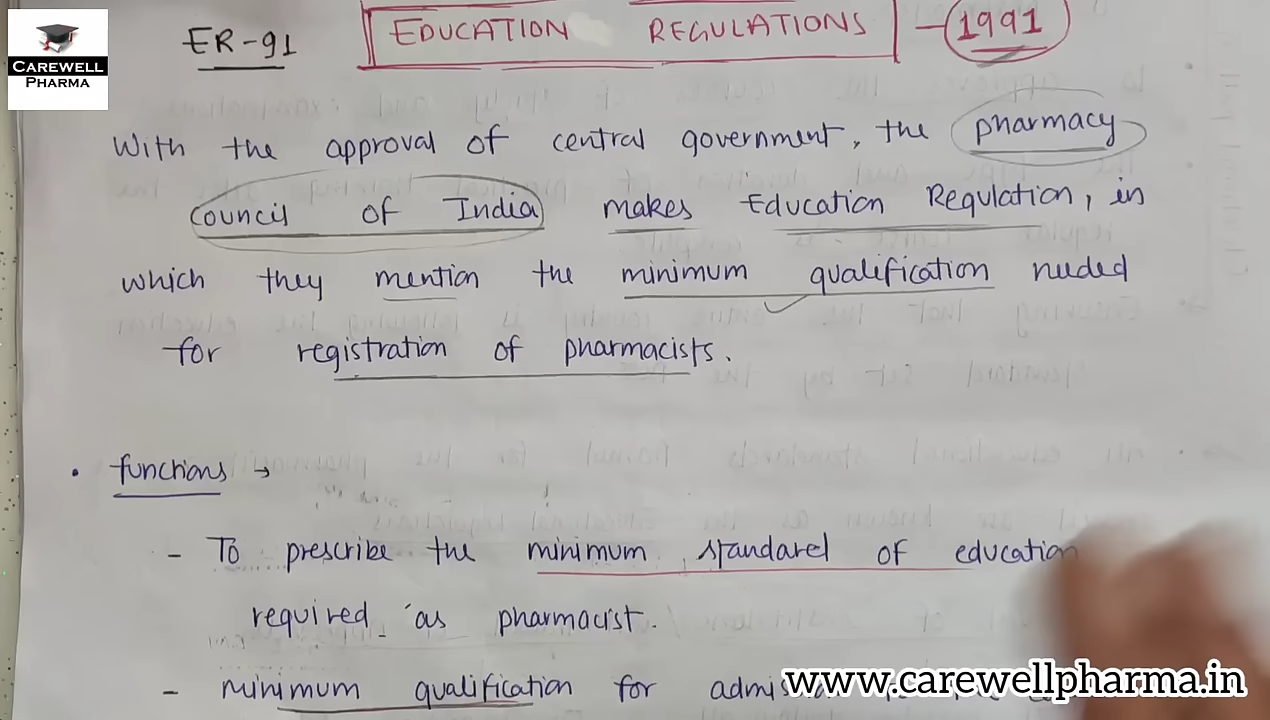 CAREWELL
PHARMA
ER-91
EDUCATION REGULATIONS - 1991
With the approval of central government, the pharmacy
council of India makes Education Regulation, in
which they mention the minimum qualification needed
for registration of pharmacists.
• functions →
- To prescribe the minimum standard of education
required as pharmacist.
- minimum qualification for
www.carewellpharma.in